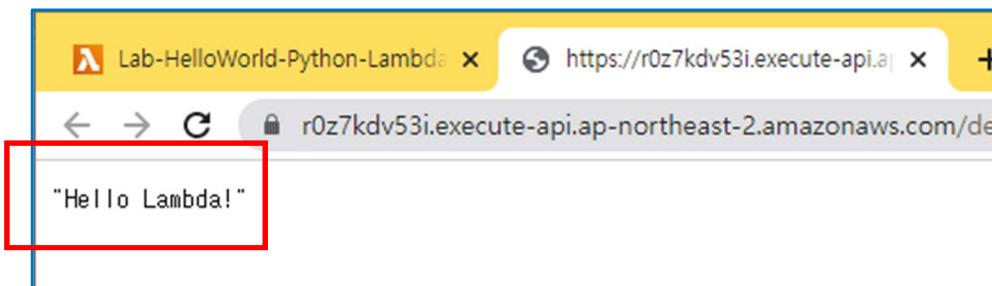 Lab-HelloWorld-Python-Lambda
https://r0z7kdv53i.execute-api.a
r0z7kdv53i.execute-api.ap-northeast-2.amazonaws.com/de
"Hello Lambda!"